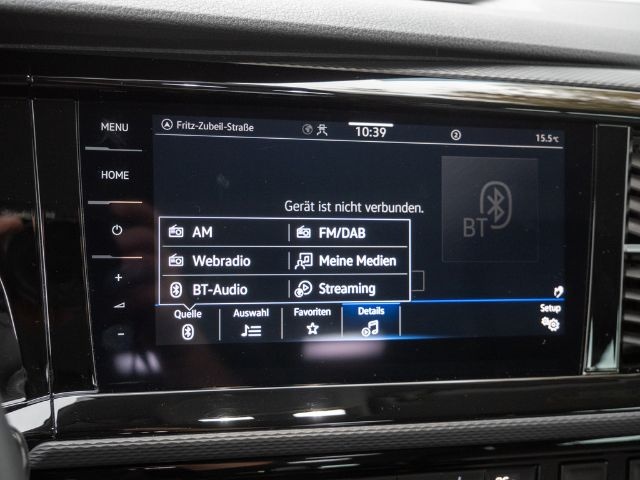 MENU
HOME
Fritz-Zubeil-Straße
10:39
2
15.5°C
Gerät ist nicht verbunden.
BT
AM
FM/DAB
Webradio
Meine Medien
BT-Audio
Streaming
Quelle
Auswahl
Favoriten
Details
Setup
+
-